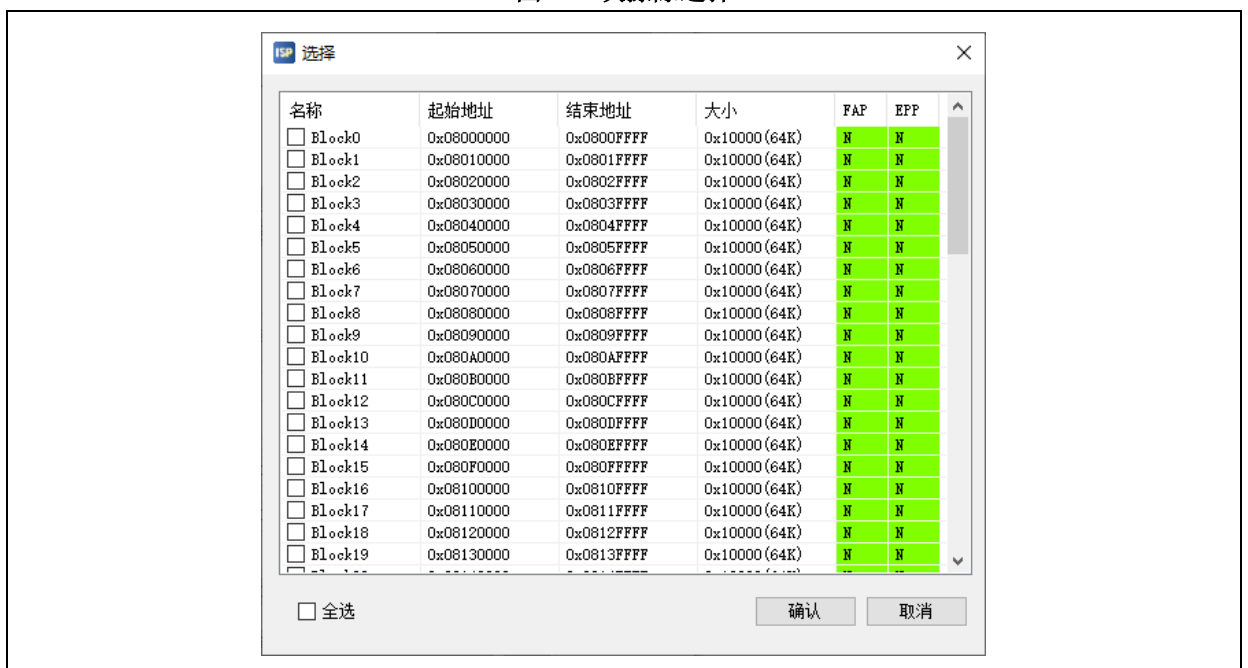 ISP 选择
名称 起始地址 结束地址 大小 FAP EPP
Block0 0x08000000 0x0800FFFF 0x10000(64K) N N
Block1 0x08010000 0x0801FFFF 0x10000(64K) N N
Block2 0x08020000 0x0802FFFF 0x10000(64K) N N
Block3 0x08030000 0x0803FFFF 0x10000(64K) N N
Block4 0x08040000 0x0804FFFF 0x10000(64K) N N
Block5 0x08050000 0x0805FFFF 0x10000(64K) N N
Block6 0x08060000 0x0806FFFF 0x10000(64K) N N
Block7 0x08070000 0x0807FFFF 0x10000(64K) N N
Block8 0x08080000 0x0808FFFF 0x10000(64K) N N
Block9 0x08090000 0x0809FFFF 0x10000(64K) N N
Block10 0x080A0000 0x080AFFFF 0x10000(64K) N N
Block11 0x080B0000 0x080BFFFF 0x10000(64K) N N
Block12 0x080C0000 0x080CFFFF 0x10000(64K) N N
Block13 0x080D0000 0x080DFFFF 0x10000(64K) N N
Block14 0x080E0000 0x080EFFFF 0x10000(64K) N N
Block15 0x080F0000 0x080FFFFF 0x10000(64K) N N
Block16 0x08100000 0x0810FFFF 0x10000(64K) N N
Block17 0x08110000 0x0811FFFF 0x10000(64K) N N
Block18 0x08120000 0x0812FFFF 0x10000(64K) N N
Block19 0x08130000 0x0813FFFF 0x10000(64K) N N
全选 确认 取消